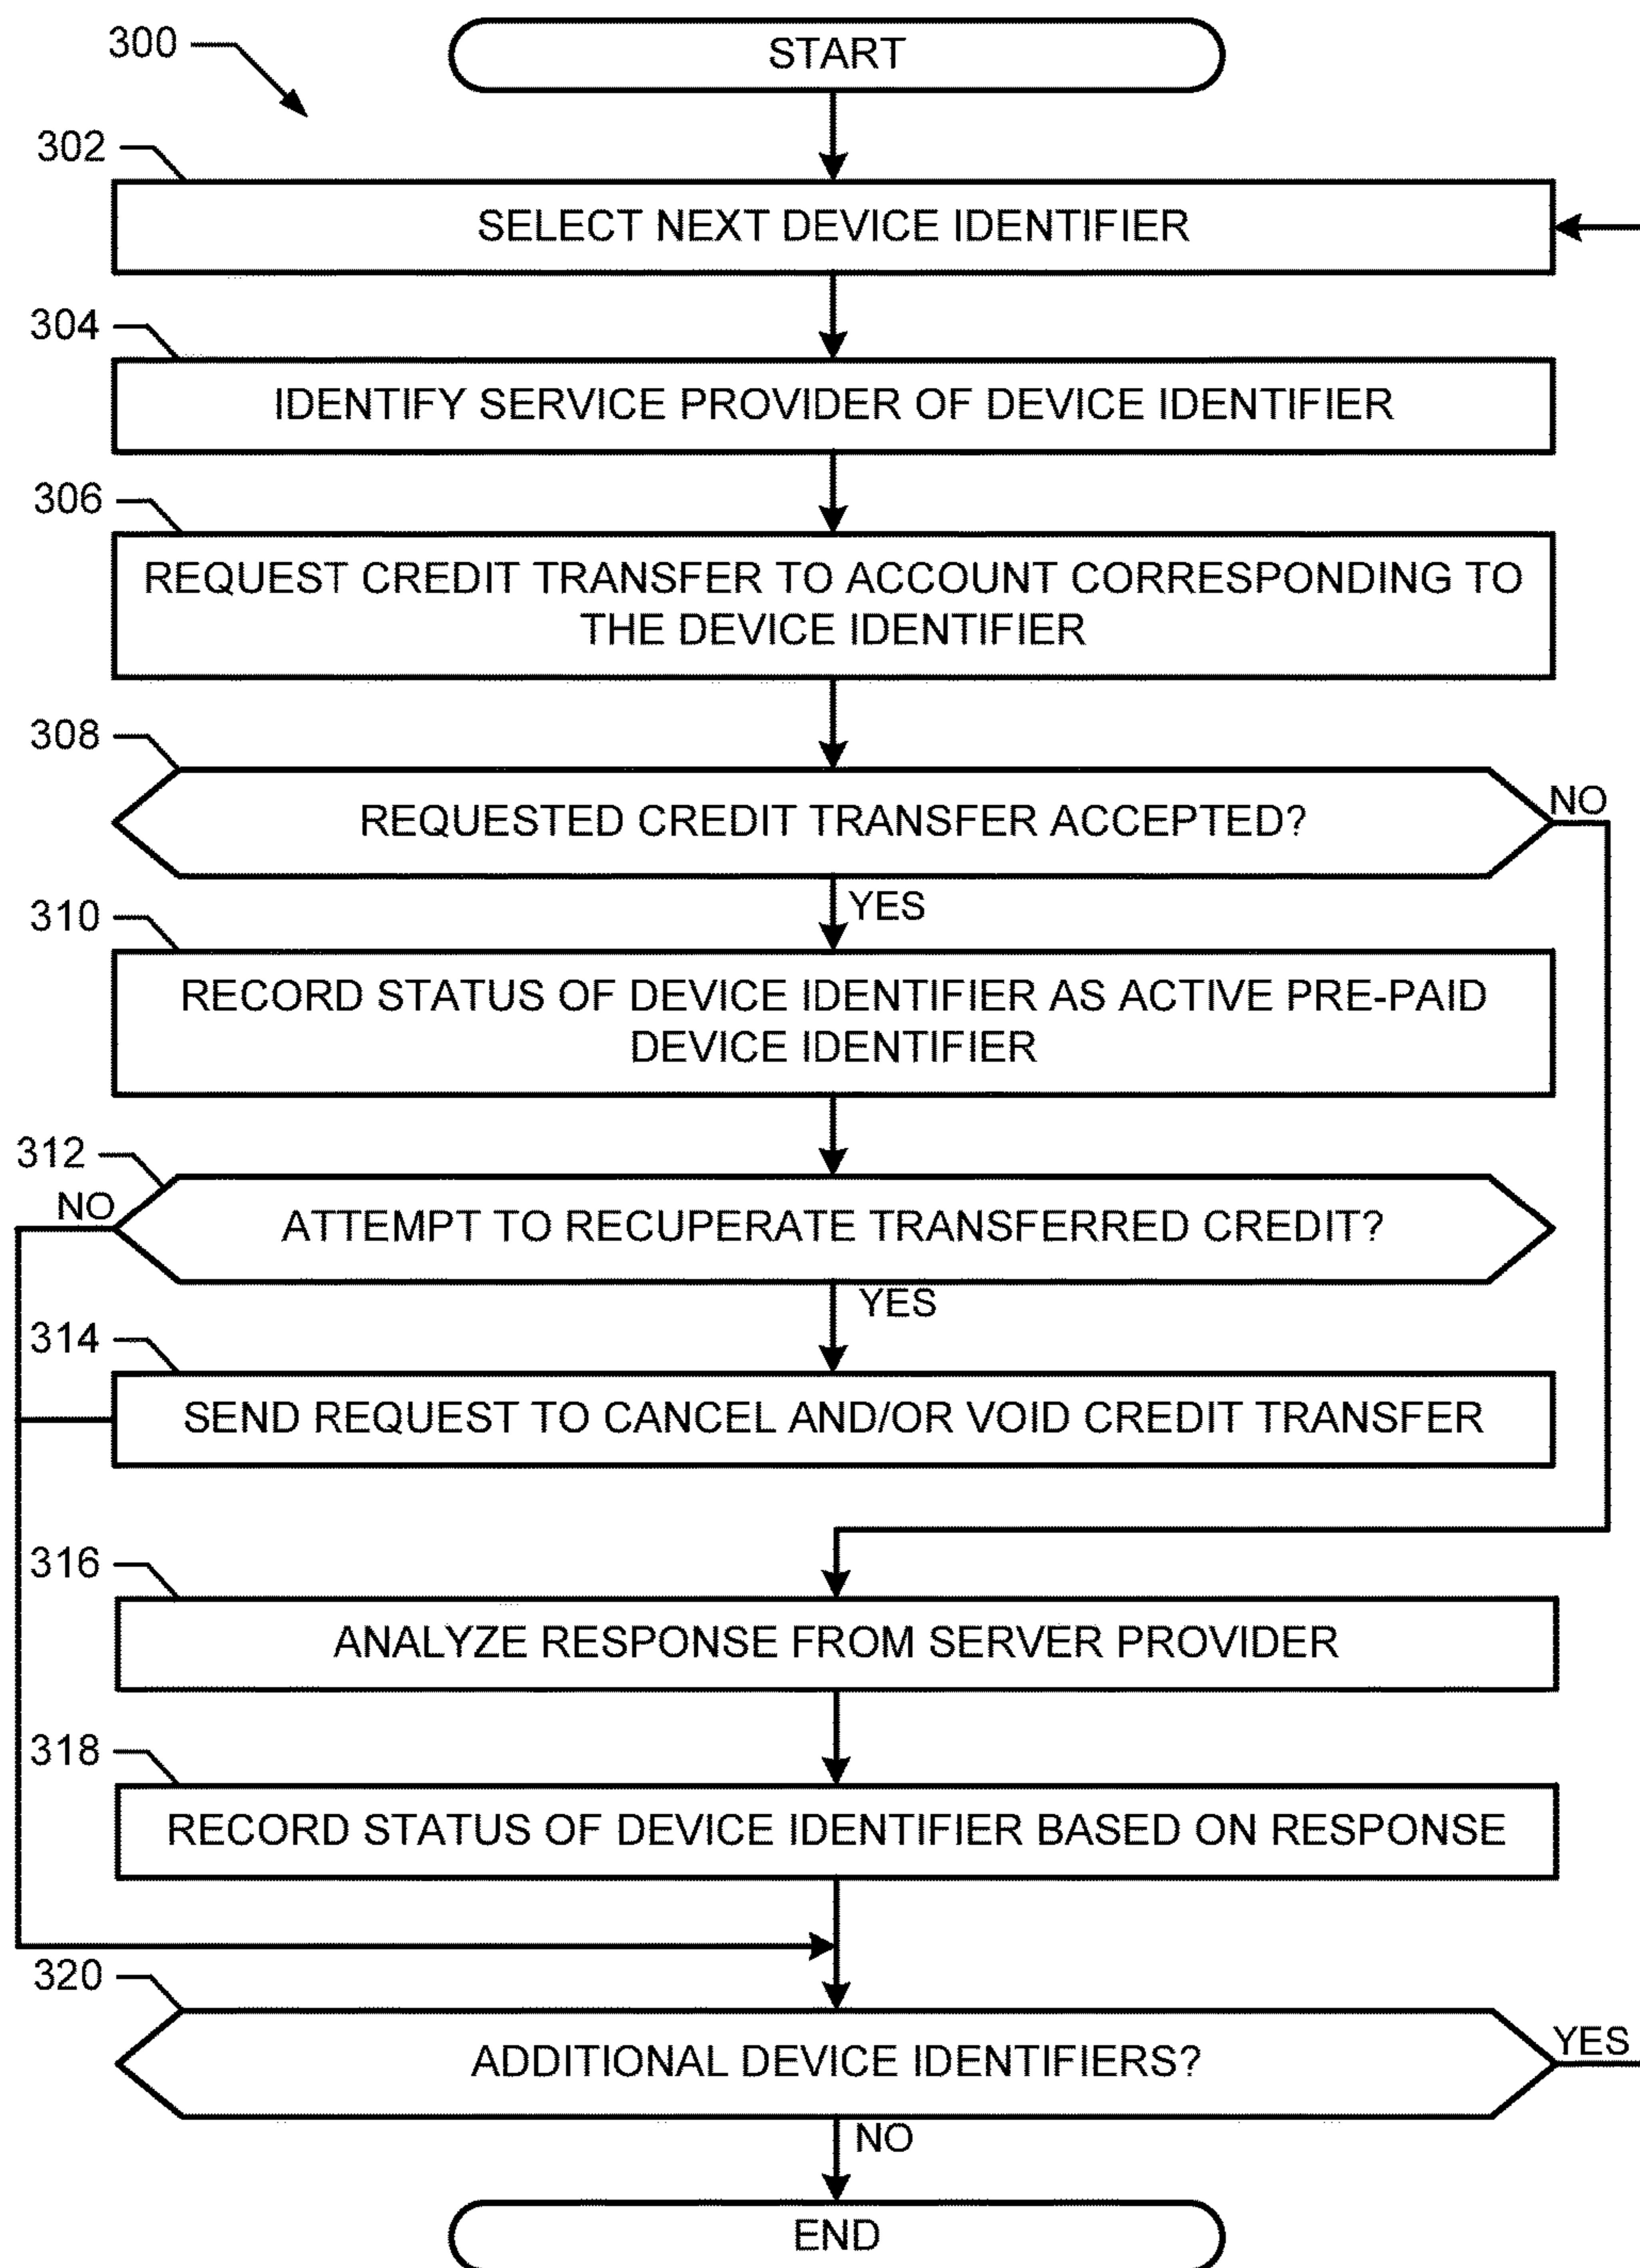 300
START
302
SELECT NEXT DEVICE IDENTIFIER
304
IDENTIFY SERVICE PROVIDER OF DEVICE IDENTIFIER
306
REQUEST CREDIT TRANSFER TO ACCOUNT CORRESPONDING TO
THE DEVICE IDENTIFIER
308
REQUESTED CREDIT TRANSFER ACCEPTED?
NO
YES
310
RECORD STATUS OF DEVICE IDENTIFIER AS ACTIVE PRE-PAID
DEVICE IDENTIFIER
312
NO
ATTEMPT TO RECUPERATE TRANSFERRED CREDIT?
YES
314
SEND REQUEST TO CANCEL AND/OR VOID CREDIT TRANSFER
316
ANALYZE RESPONSE FROM SERVER PROVIDER
318
RECORD STATUS OF DEVICE IDENTIFIER BASED ON RESPONSE
320
ADDITIONAL DEVICE IDENTIFIERS?
YES
NO
END